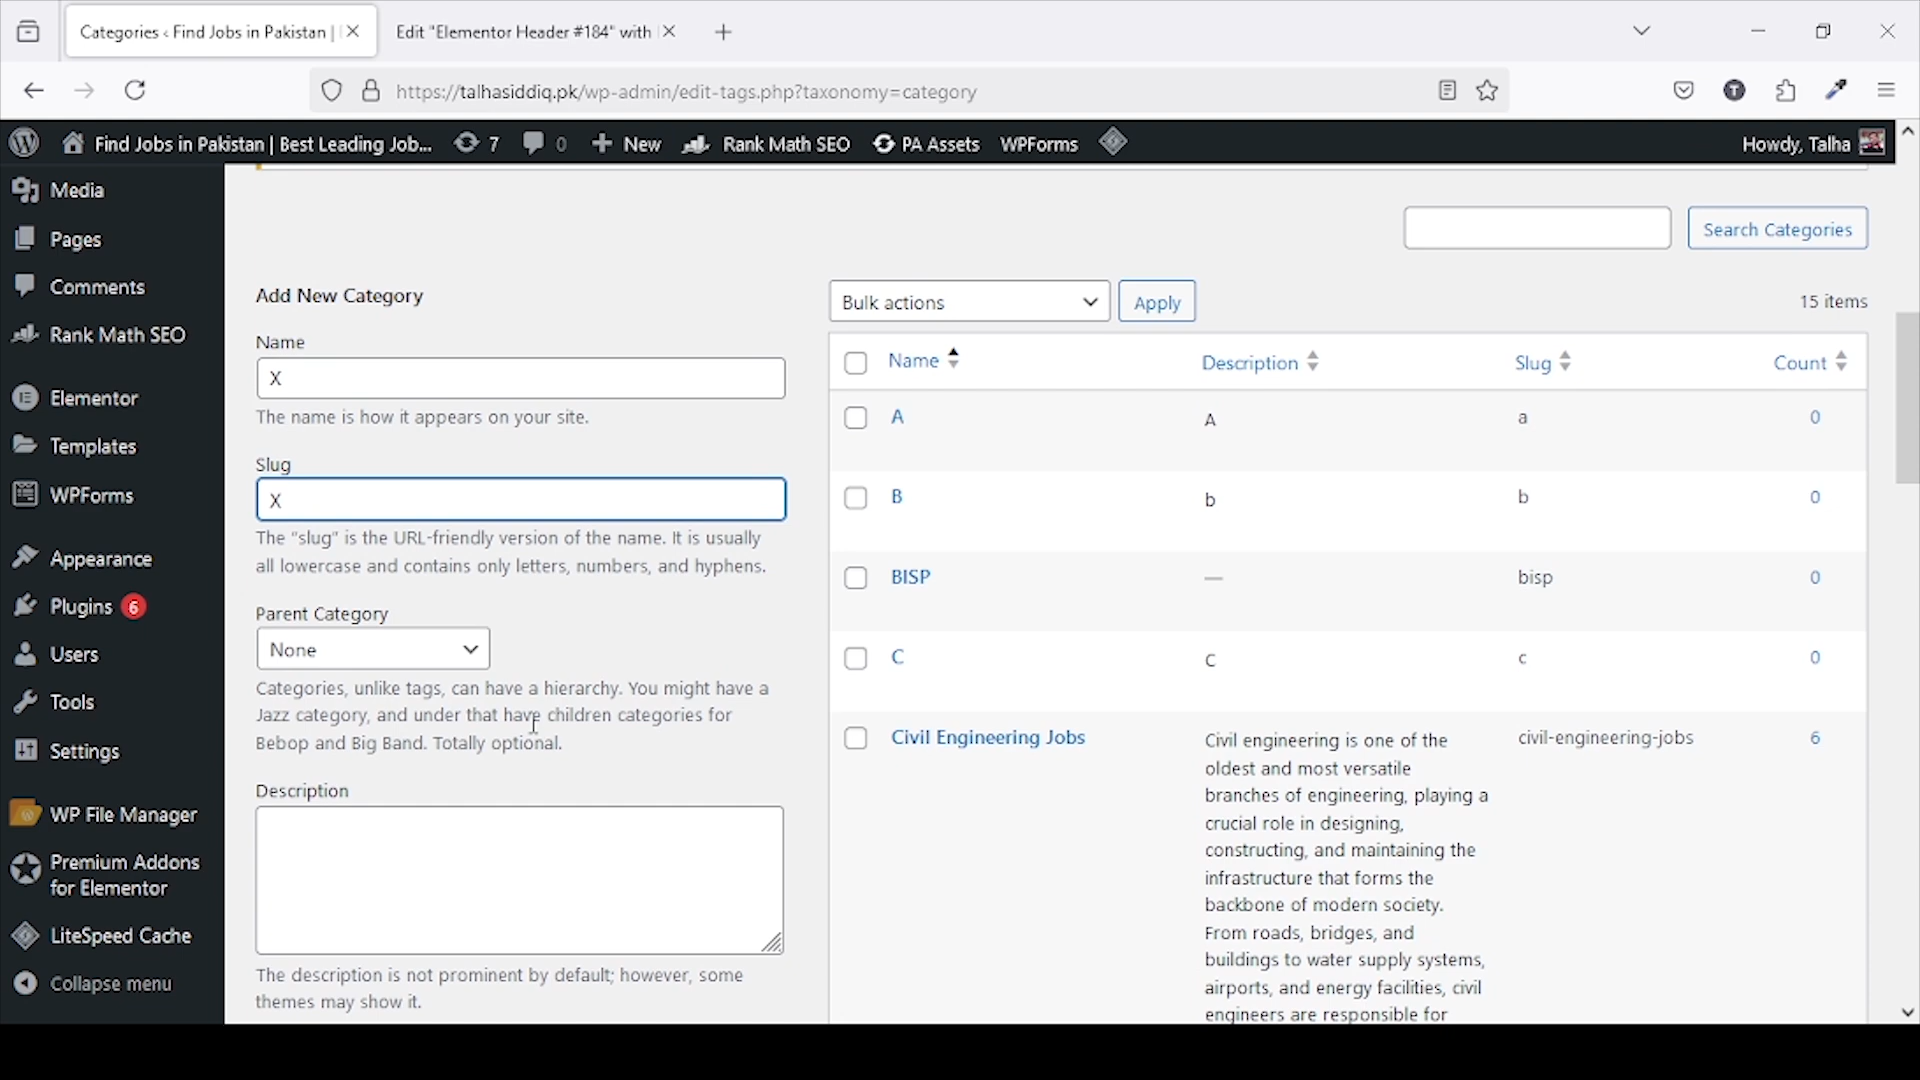 Categories ‹ Find Jobs in Pakistan |
Edit "Elementor Header #184" with
https://talhasiddiq.pk/wp-admin/edit-tags.php?taxonomy=category
T
Find Jobs in Pakistan | Best Leading Job...
7
0
New
Rank Math SEO
PA Assets
WPForms
Howdy, Talha
Media
Pages
Comments
Rank Math SEO
Elementor
Templates
WPForms
Appearance
Plugins 6
Users
Tools
Settings
WP File Manager
Premium Addons
for Elementor
LiteSpeed Cache
Collapse menu
Search Categories
Add New Category
Name
X
The name is how it appears on your site.
Slug
X
The “slug” is the URL-friendly version of the name. It is usually
all lowercase and contains only letters, numbers, and hyphens.
Parent Category
None
Categories, unlike tags, can have a hierarchy. You might have a
Jazz category, and under that have children categories for
Bebop and Big Band. Totally optional.
Description
The description is not prominent by default; however, some
themes may show it.
Bulk actions
Apply
15 items
Name Description Slug Count
A A a 0
B b b 0
BISP — bisp 0
C C c 0
Civil Engineering Jobs Civil engineering is one of the civil-engineering-jobs 6
oldest and most versatile
branches of engineering, playing a
crucial role in designing,
constructing, and maintaining the
infrastructure that forms the
backbone of modern society.
From roads, bridges, and
buildings to water supply systems,
airports, and energy facilities, civil
engineers are responsible for